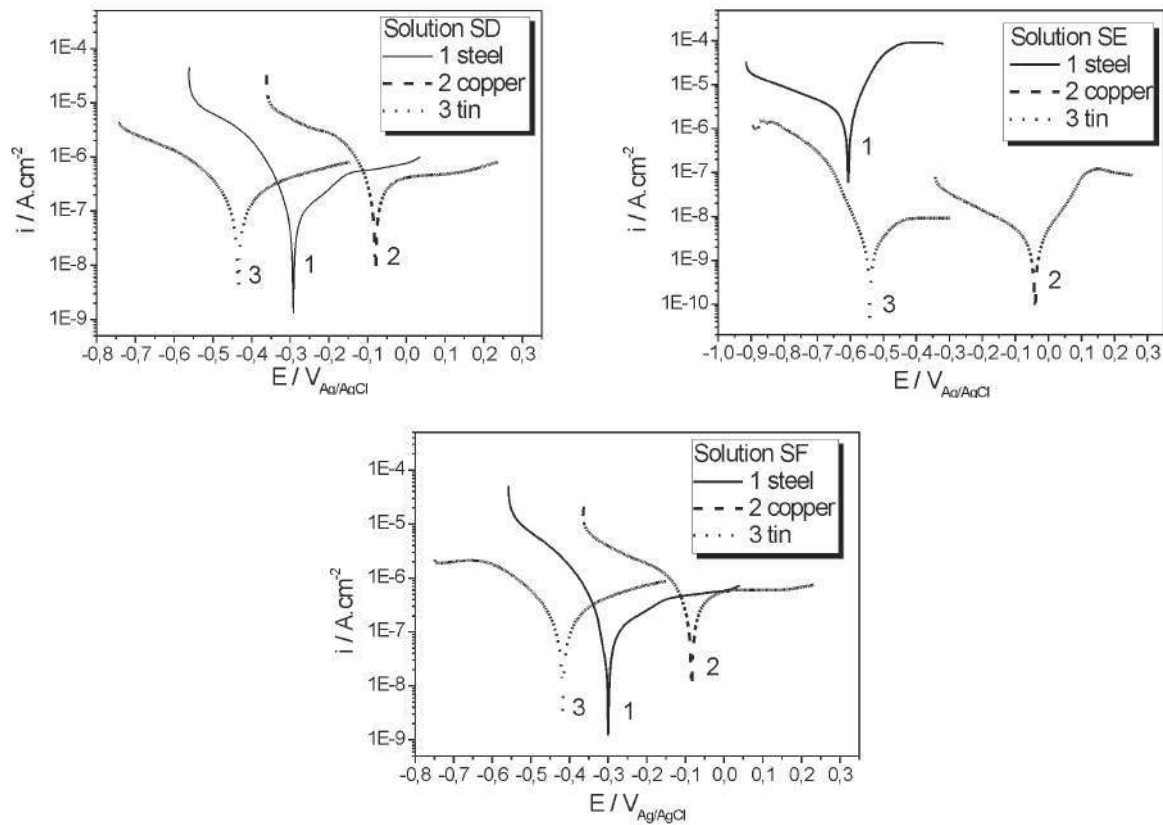 Solution SD
1 steel
2 copper
3 tin
1E-4
1E-5
1E-6
1E-7
1E-8
1E-9
i / A.cm-2
3
1
2
-0,8 -0,7 -0,6 -0,5 -0,4 -0,3 -0,2 -0,1 0,0 0,1 0,2 0,3
E / V Ag/AgCl
Solution SE
1 steel
2 copper
3 tin
1E-4
1E-5
1E-6
1E-7
1E-8
1E-9
1E-10
i / A.cm-2
1
3
2
-1,0 -0,9 -0,8 -0,7 -0,6 -0,5 -0,4 -0,3 -0,2 -0,1 0,0 0,1 0,2 0,3
E / V Ag/AgCl
Solution SF
1 steel
2 copper
3 tin
1E-4
1E-5
1E-6
1E-7
1E-8
1E-9
i / A.cm-2
3
1
2
-0,8 -0,7 -0,6 -0,5 -0,4 -0,3 -0,2 -0,1 0,0 0,1 0,2 0,3
E / V Ag/AgCl